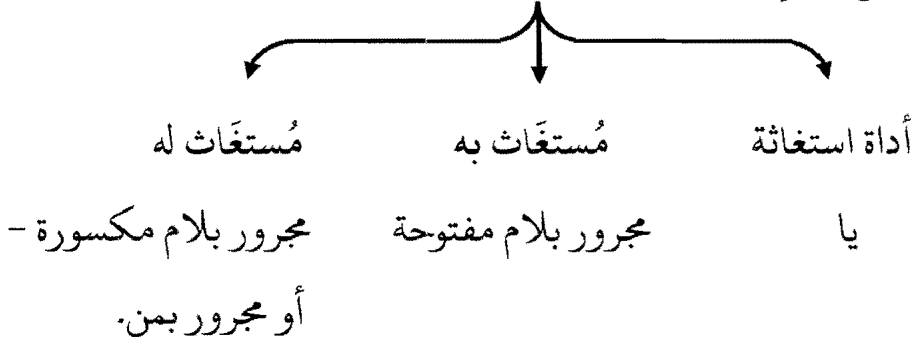 أداة استغاثة مُستغَاث به مُستغَاث له
يا مجرور بلام مفتوحة مجرور بلام مكسورة –
أو مجرور بمن.